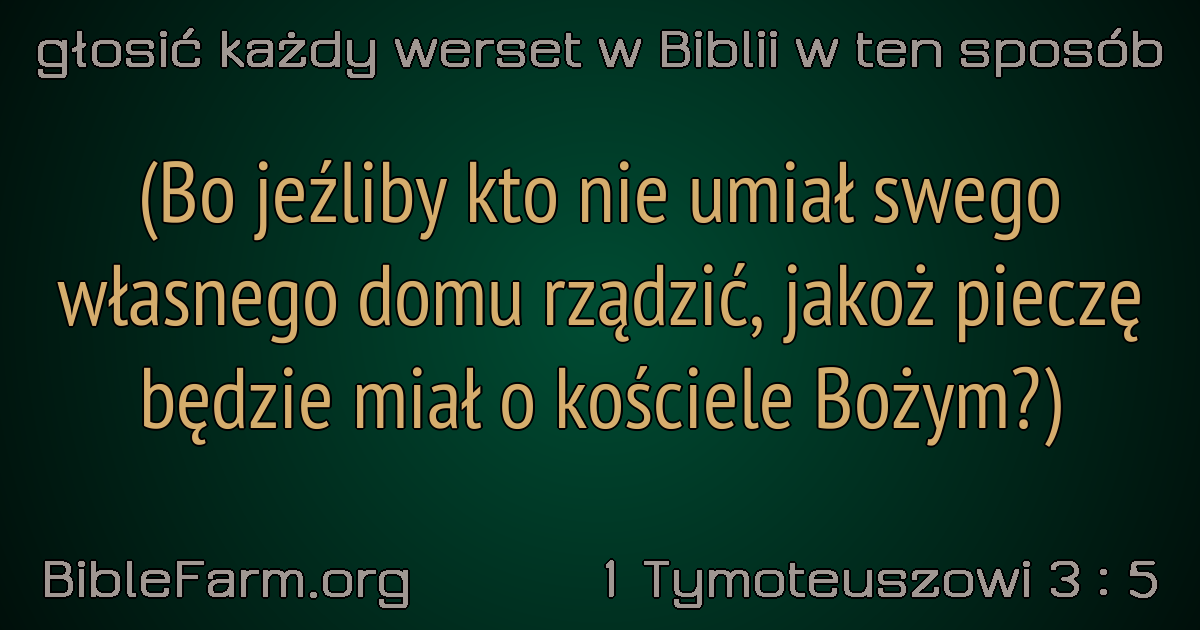 głosić każdy werset w Biblii w ten sposób
(Bo jeźliby kto nie umiał swego
własnego domu rządzić, jakoż pieczę
będzie miał o kościele Bożym?)
BibleFarm.org
1 Tymoteuszowi 3 : 5